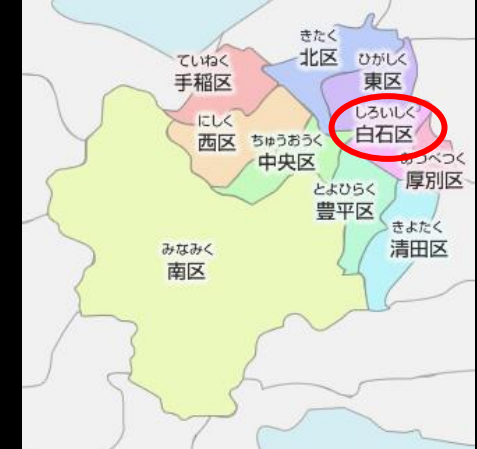 きたく
北区
ひがしく
東区
ていねく
手稲区
しろいしく
白石区
にしく
西区
ちゅうおうく
中央区
あつべつく
厚別区
とよひらく
豊平区
きよたく
清田区
みなみく
南区